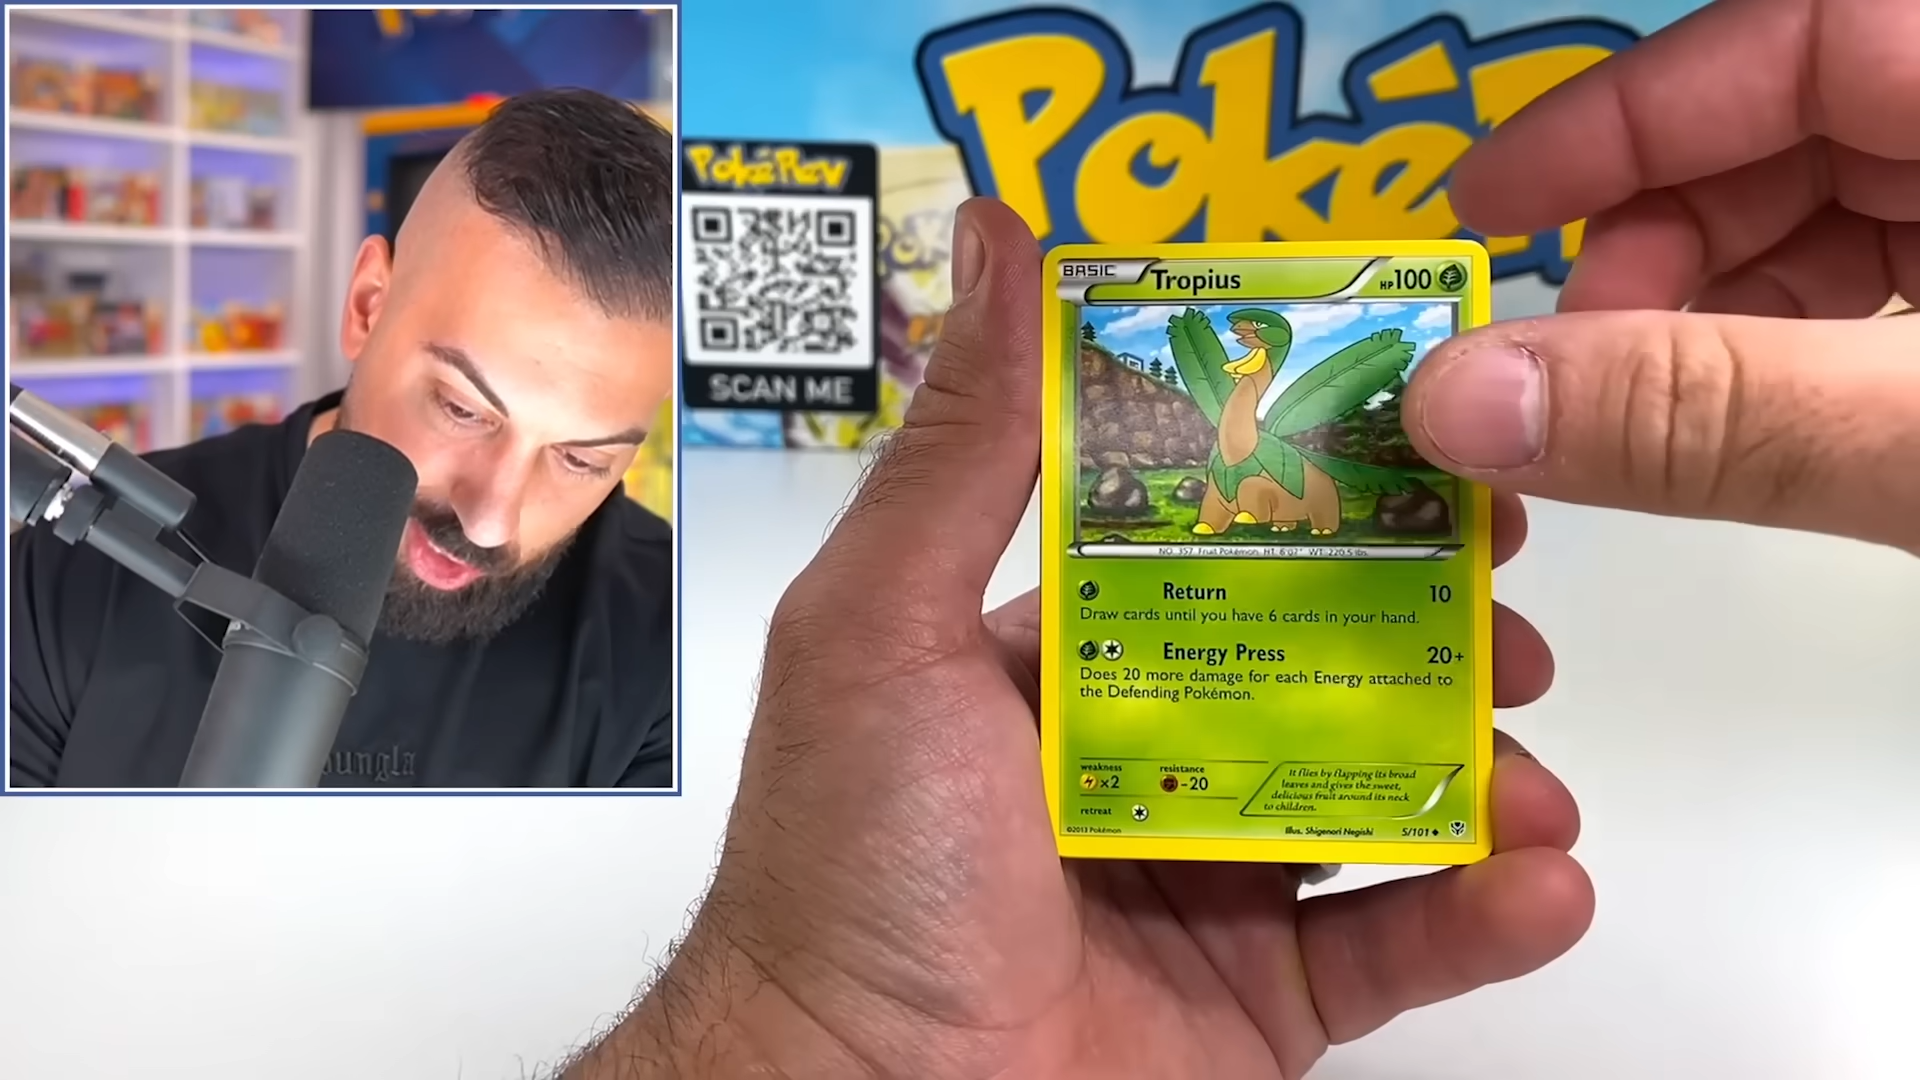 PokéRev
SCAN ME
Poké
BASIC
Tropius
HP100
NO. 357 Fruit Pokémon. HT: 6'07" WT: 220.5 lbs.
Return 10
Draw cards until you have 6 cards in your hand.
Energy Press 20+
Does 20 more damage for each Energy attached to
the Defending Pokémon.
weakness
×2
resistance
-20
retreat
It flies by flapping its broad
leaves and gives the sweet,
delicious fruit around its neck
to children.
©2013 Pokémon
Illus. Shigenori Negishi
5/101
oungla